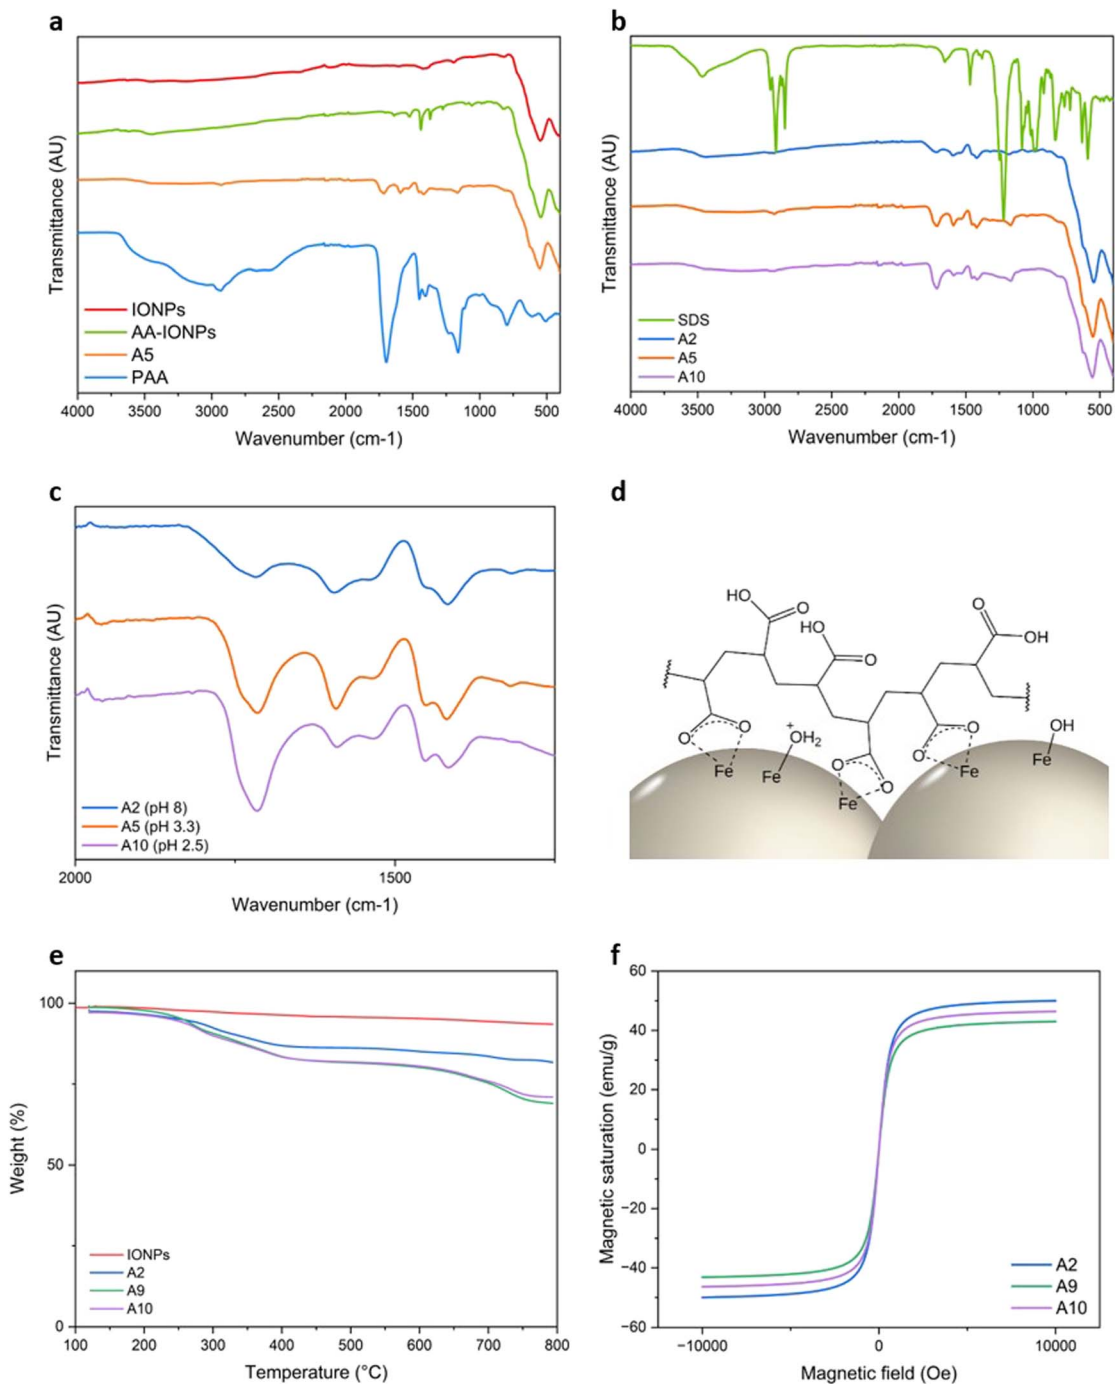 a
Transmittance (AU)
IONPs
AA-IONPs
A5
PAA
4000 3500 3000 2500 2000 1500 1000 500
Wavenumber (cm-1)
b
Transmittance (AU)
SDS
A2
A5
A10
4000 3500 3000 2500 2000 1500 1000 500
Wavenumber (cm-1)
c
Transmittance (AU)
A2 (pH 8)
A5 (pH 3.3)
A10 (pH 2.5)
2000 1500
Wavenumber (cm-1)
d
HO O
HO O
O OH
O O
Fe
+
OH2
Fe
O O
Fe
O O
Fe
OH
Fe
e
Weight (%)
100
50
0
IONPs
A2
A9
A10
100 200 300 400 500 600 700 800
Temperature (°C)
f
Magnetic saturation (emu/g)
60
40
20
0
−20
−40
−60
A2
A9
A10
−10000 0 10000
Magnetic field (Oe)